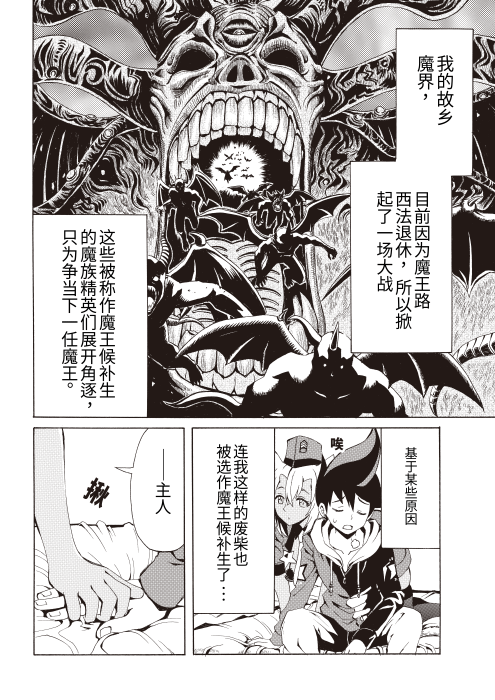 我的故乡
魔界，
目前因为魔王路
西法退休，所以掀
起了一场大战
这些被称作魔王候补生
的魔族精英们展开角逐，
只为争当下一任魔王。
基于某些原因
唉
连我这样的废柴也
被选作魔王候补生了...
——主人
揪